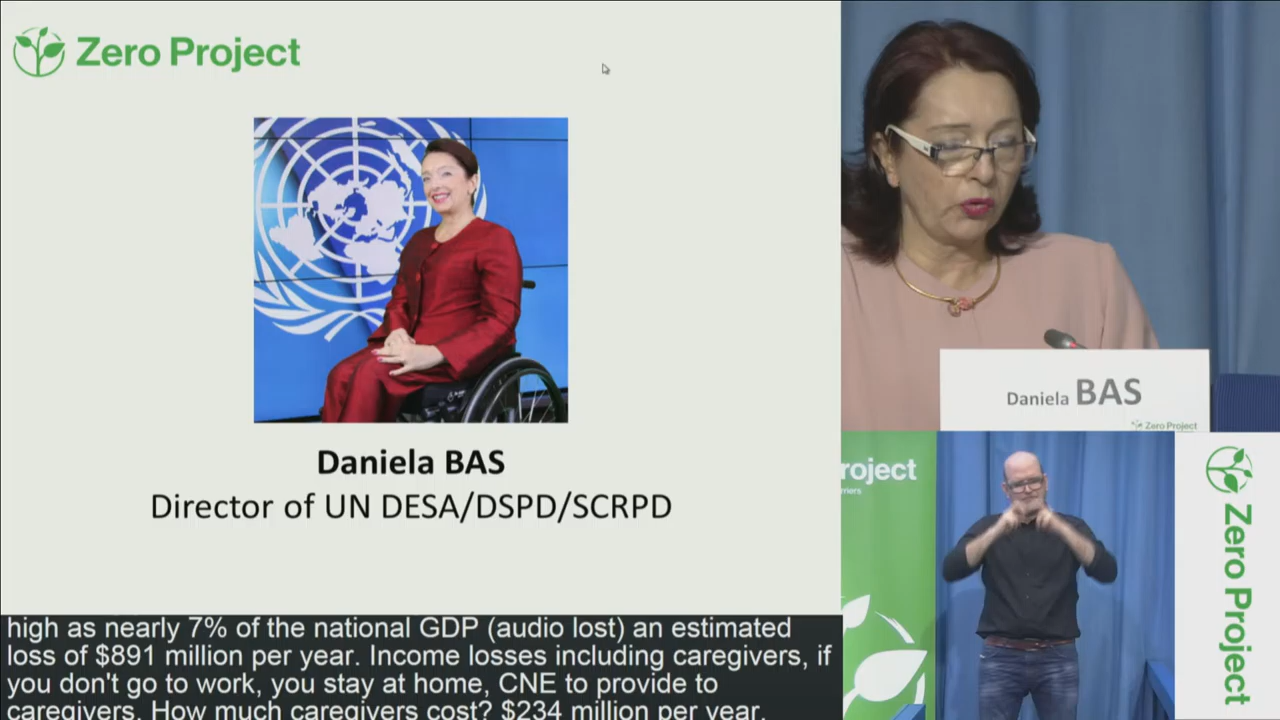 Zero Project
Daniela BAS
Director of UN DESA/DSPD/SCRPD
high as nearly 7% of the national GDP (audio lost) an estimated
loss of $891 million per year. Income losses including caregivers, if
you don't go to work, you stay at home, CNE to provide to
caregivers. How much caregivers cost? $234 million per year.
Daniela BAS
Zero Project
roject
Zero Project